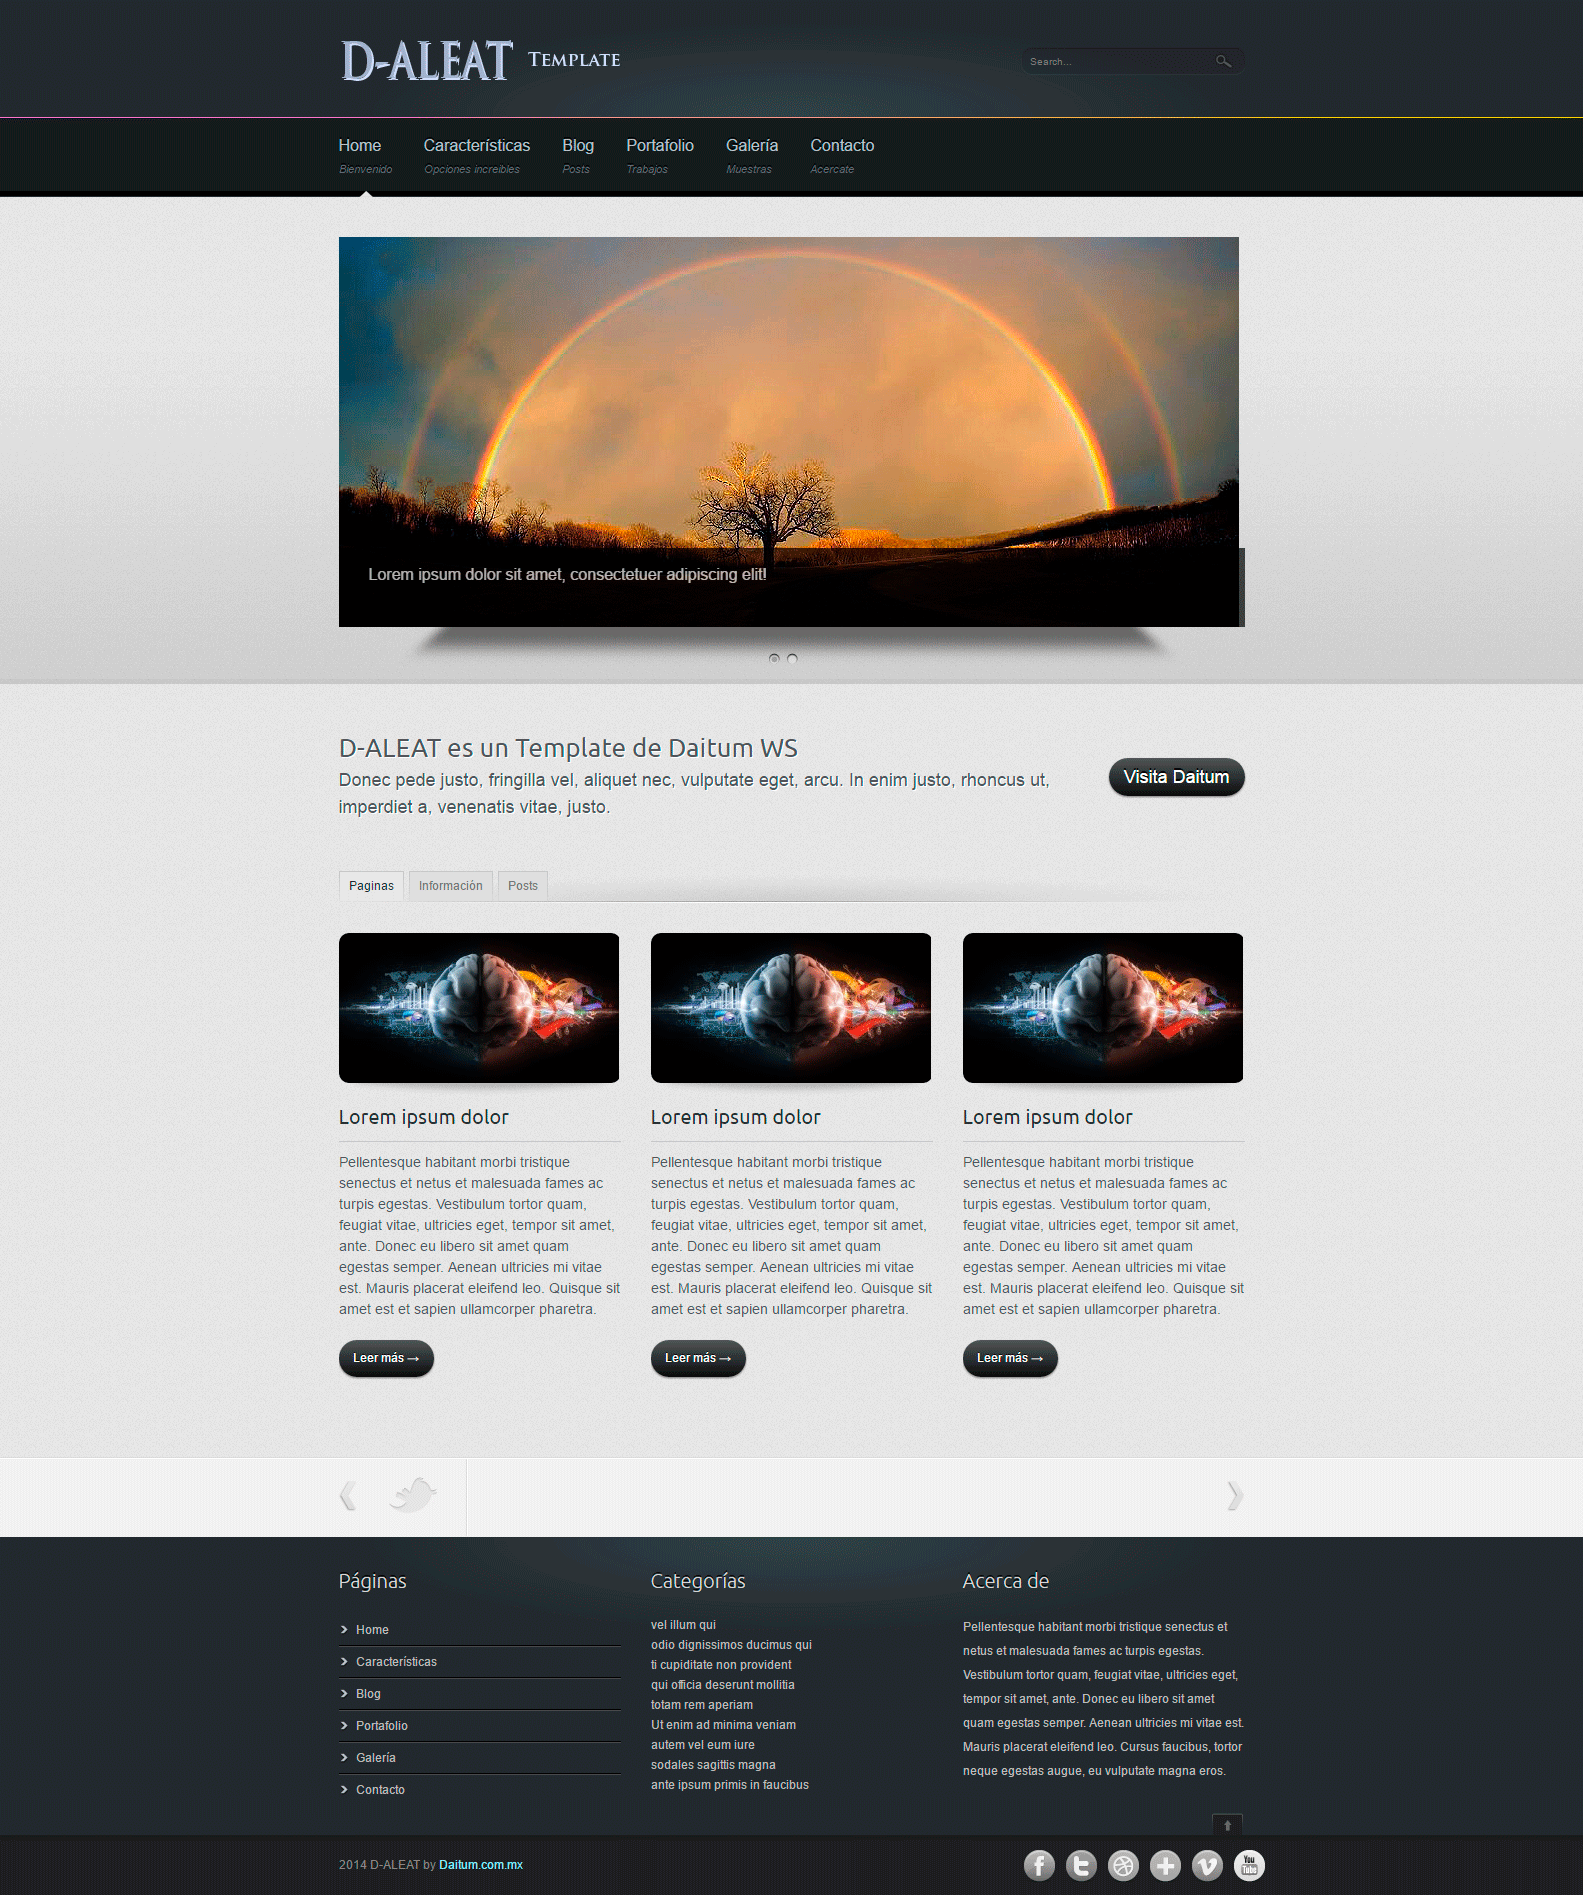 D-ALEAT TEMPLATE
Search...
Home Características Blog Portafolio Galería Contacto
Bienvenido Opciones increibles Posts Trabajos Muestras Acercate
Lorem ipsum dolor sit amet, consectetuer adipiscing elit!
D-ALEAT es un Template de Daitum WS
Donec pede justo, fringilla vel, aliquet nec, vulputate eget, arcu. In enim justo, rhoncus ut,
imperdiet a, venenatis vitae, justo.
Visita Daitum
Paginas Información Posts
Lorem ipsum dolor
Pellentesque habitant morbi tristique
senectus et netus et malesuada fames ac
turpis egestas. Vestibulum tortor quam,
feugiat vitae, ultricies eget, tempor sit amet,
ante. Donec eu libero sit amet quam
egestas semper. Aenean ultricies mi vitae
est. Mauris placerat eleifend leo. Quisque sit
amet est et sapien ullamcorper pharetra.
Leer más →
Lorem ipsum dolor
Pellentesque habitant morbi tristique
senectus et netus et malesuada fames ac
turpis egestas. Vestibulum tortor quam,
feugiat vitae, ultricies eget, tempor sit amet,
ante. Donec eu libero sit amet quam
egestas semper. Aenean ultricies mi vitae
est. Mauris placerat eleifend leo. Quisque sit
amet est et sapien ullamcorper pharetra.
Leer más →
Lorem ipsum dolor
Pellentesque habitant morbi tristique
senectus et netus et malesuada fames ac
turpis egestas. Vestibulum tortor quam,
feugiat vitae, ultricies eget, tempor sit amet,
ante. Donec eu libero sit amet quam
egestas semper. Aenean ultricies mi vitae
est. Mauris placerat eleifend leo. Quisque sit
amet est et sapien ullamcorper pharetra.
Leer más →
Páginas
Home
Características
Blog
Portafolio
Galería
Contacto
Categorías
vel illum qui
odio dignissimos ducimus qui
ti cupiditate non provident
qui officia deserunt mollitia
totam rem aperiam
Ut enim ad minima veniam
autem vel eum iure
sodales sagittis magna
ante ipsum primis in faucibus
Acerca de
Pellentesque habitant morbi tristique senectus et
netus et malesuada fames ac turpis egestas.
Vestibulum tortor quam, feugiat vitae, ultricies eget,
tempor sit amet, ante. Donec eu libero sit amet
quam egestas semper. Aenean ultricies mi vitae est.
Mauris placerat eleifend leo. Cursus faucibus, tortor
neque egestas augue, eu vulputate magna eros.
2014 D-ALEAT by Daitum.com.mx
You
Tube